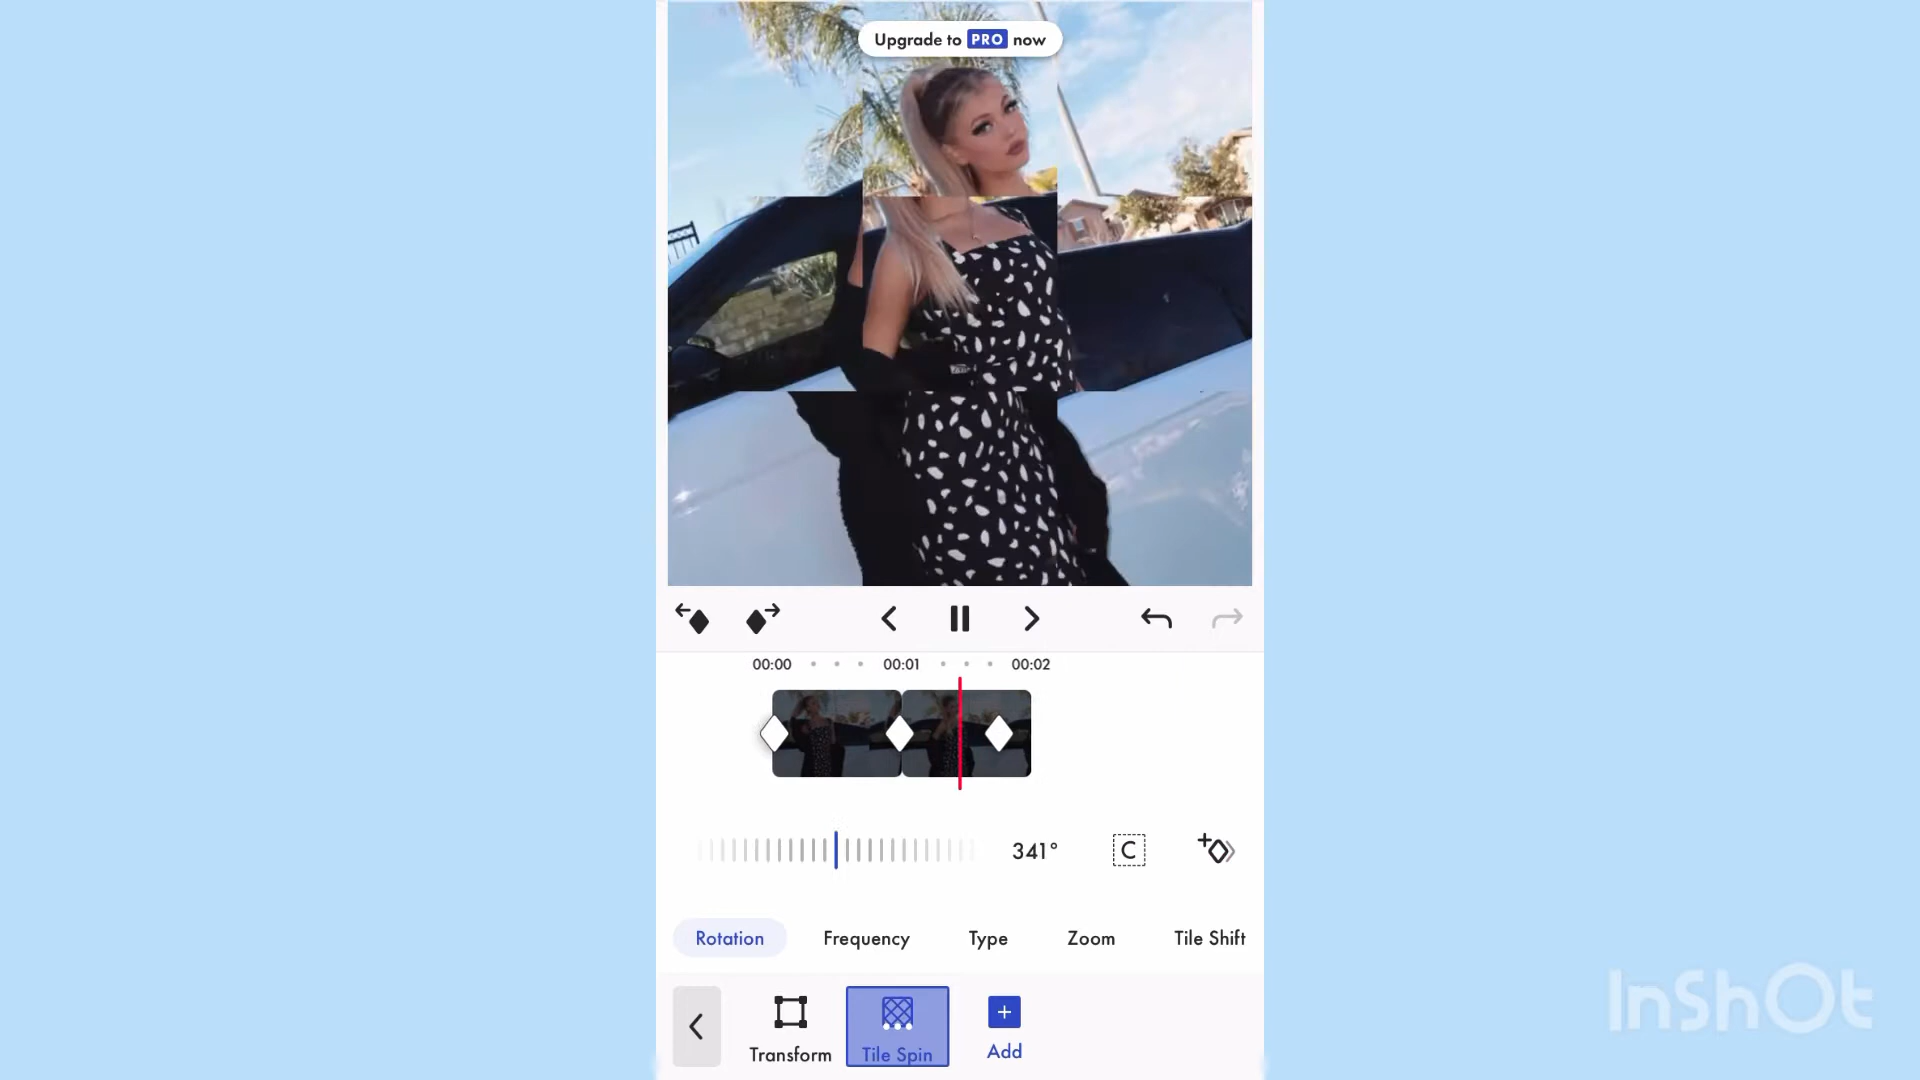 Upgrade to PRO now
00:00 00:01 00:02
341° C
Rotation Frequency Type Zoom Tile Shift
Transform Tile Spin Add
InShOt